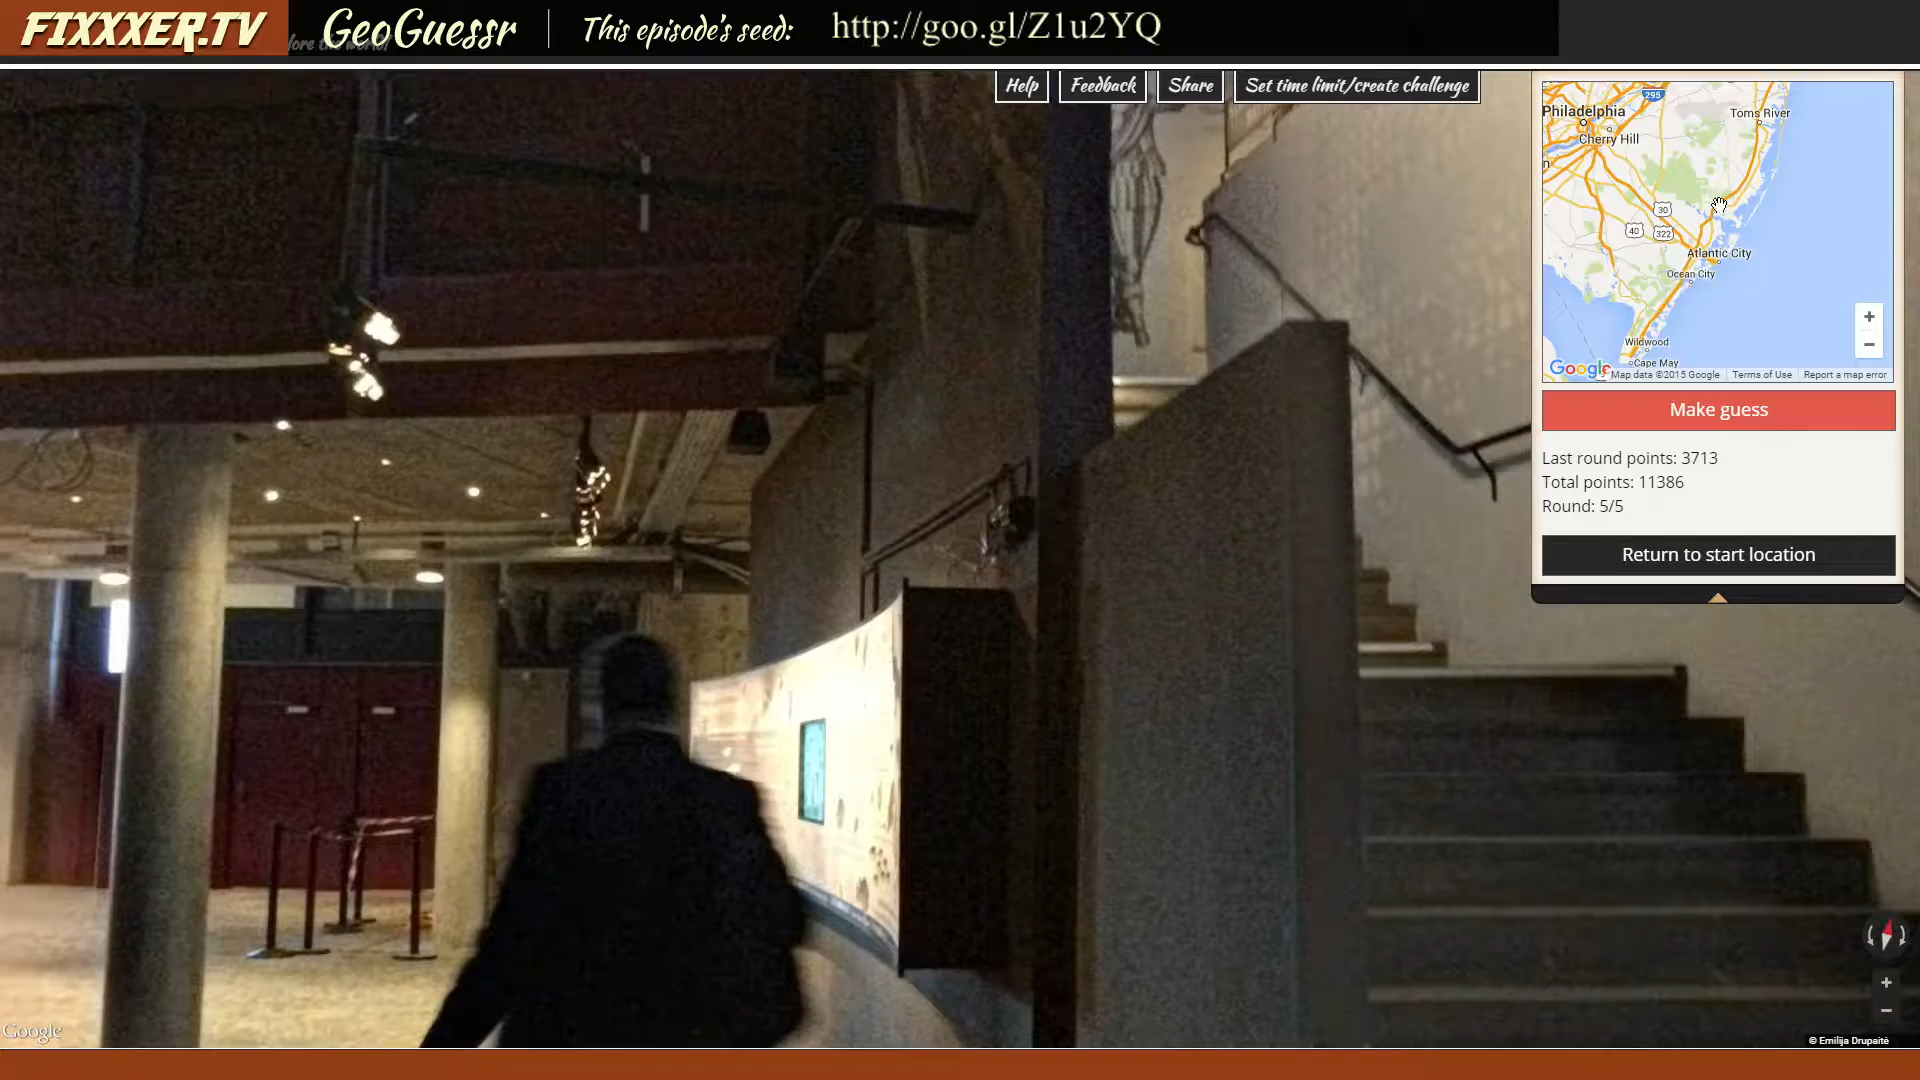 FIXXXER.TV
GeoGuessr
lore the world!
This episode's seed:
http://goo.gl/Z1u2YQ
Help
Feedback
Share
Set time limit/create challenge
295
Philadelphia
Toms River
Cherry Hill
n
30
40
322
Atlantic City
Ocean City
Wildwood
Cape May
Google
Map data ©2015 Google
Terms of Use
Report a map error
Make guess
Last round points: 3713
Total points: 11386
Round: 5/5
Return to start location
Google
© Emilija Drupaitė